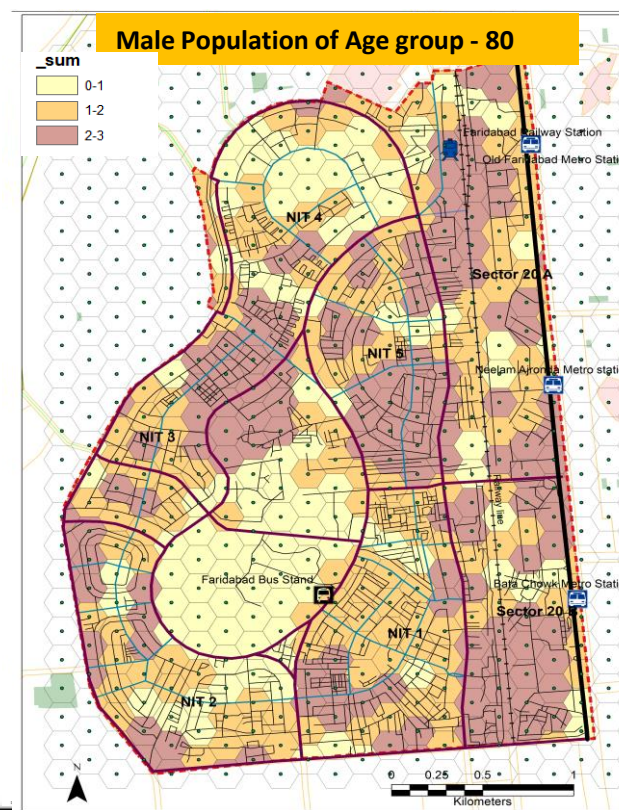 Male Population of Age group - 80
_sum
0-1
1-2
2-3
Faridabad Railway Station
Old Faridabad Metro Stati
NIT 4
Sector 20 A
NIT 5
Neelam Ajronda Metro stati
NIT 3
Railway line
Faridabad Bus Stand
Bata Chowk Metro Stati
Sector 20
NIT 1
NIT 2
N
0 0.25 0.5 1
Kilometers